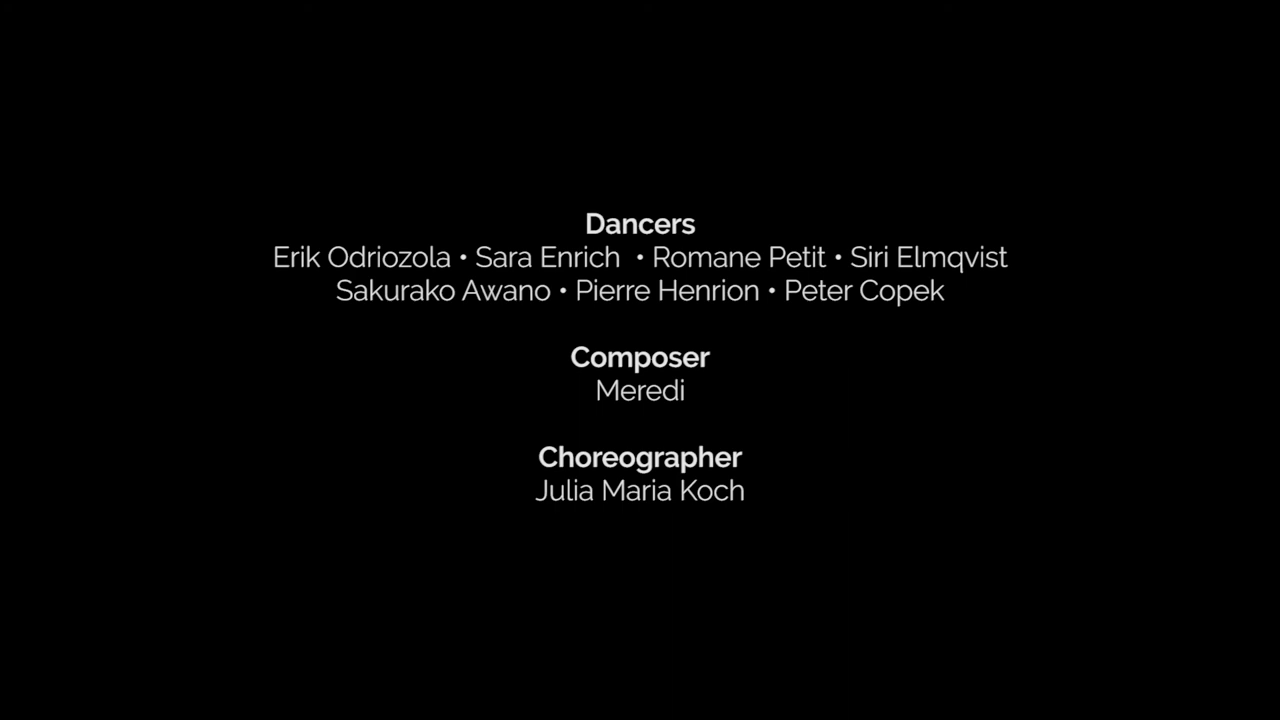 Dancers
Erik Odriozola • Sara Enrich • Romane Petit • Siri Elmqvist
Sakurako Awano • Pierre Henrion • Peter Copek
Composer
Meredi
Choreographer
Julia Maria Koch